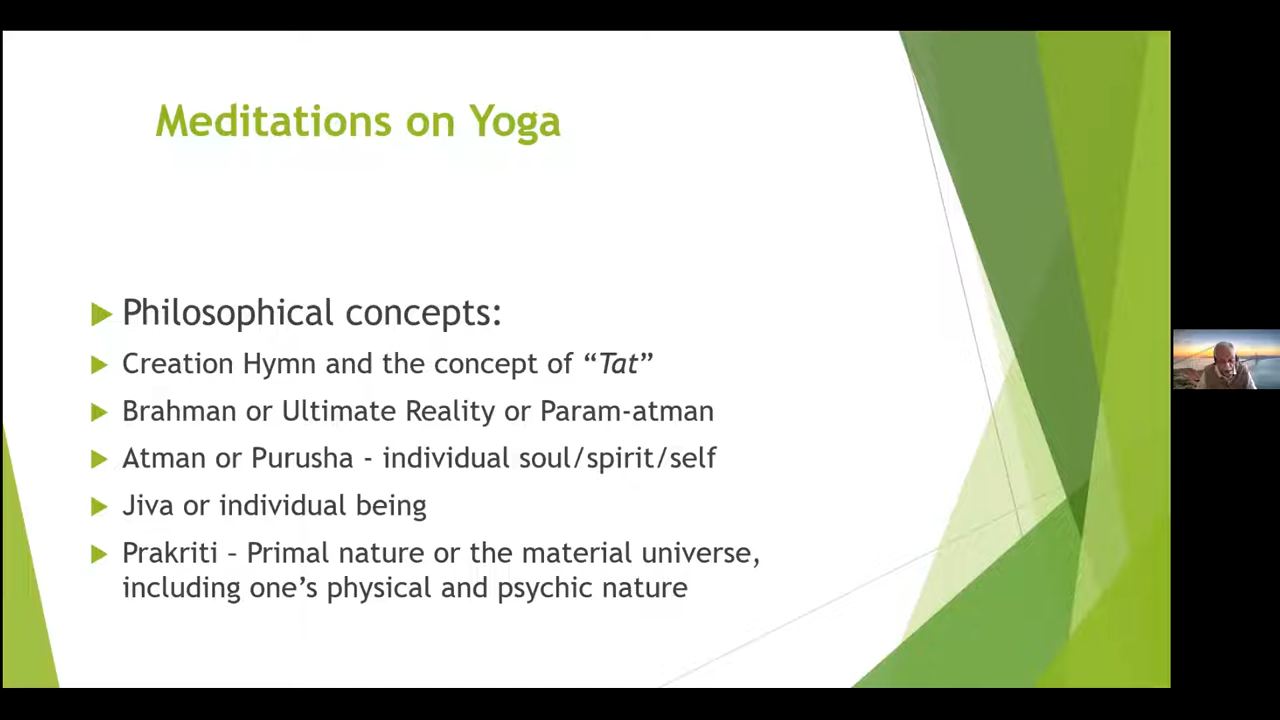 Meditations on Yoga
Philosophical concepts:
Creation Hymn and the concept of “Tat”
Brahman or Ultimate Reality or Param-atman
Atman or Purusha - individual soul/spirit/self
Jiva or individual being
Prakriti – Primal nature or the material universe,
including one’s physical and psychic nature